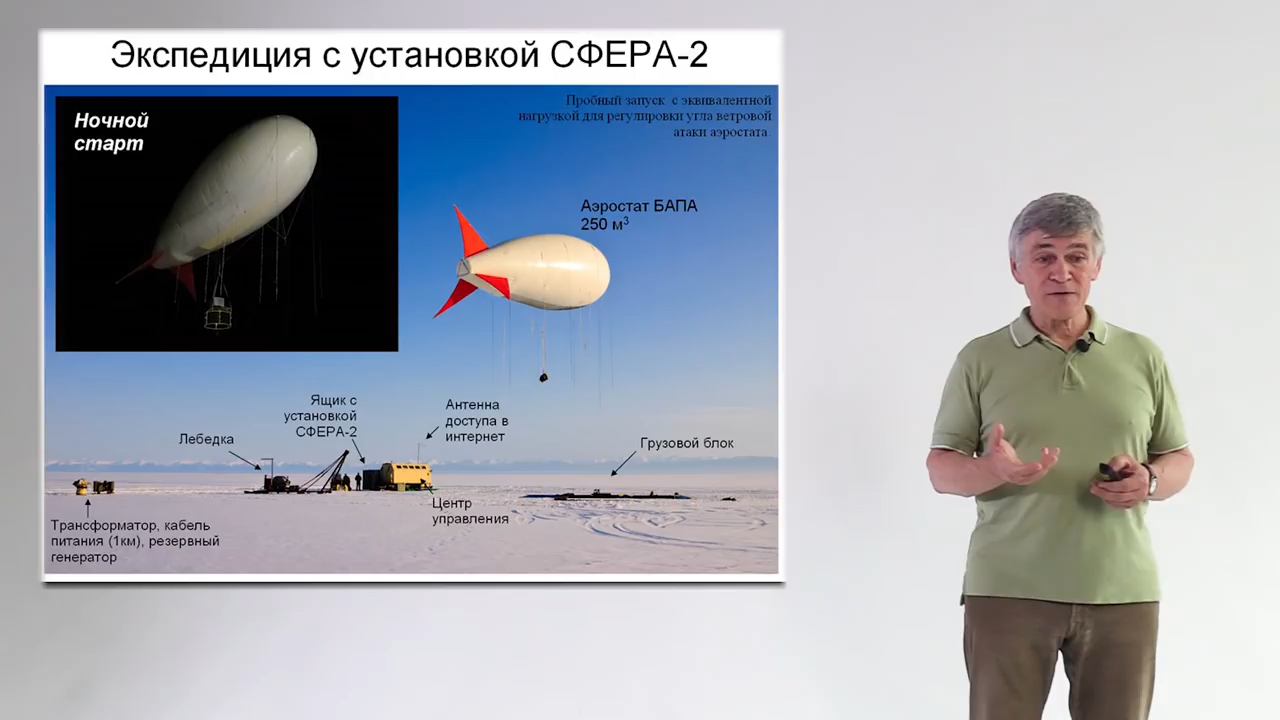 Экспедиция с установкой СФЕРА-2
Ночной
старт
Пробный запуск с эквивалентной
нагрузкой для регулировки угла ветровой
атаки аэростата.
Аэростат БАПА
250 м³
Ящик с
установкой
СФЕРА-2
Антенна
доступа в
интернет
Лебедка
Грузовой блок
Центр
управления
Трансформатор, кабель
питания (1км), резервный
генератор